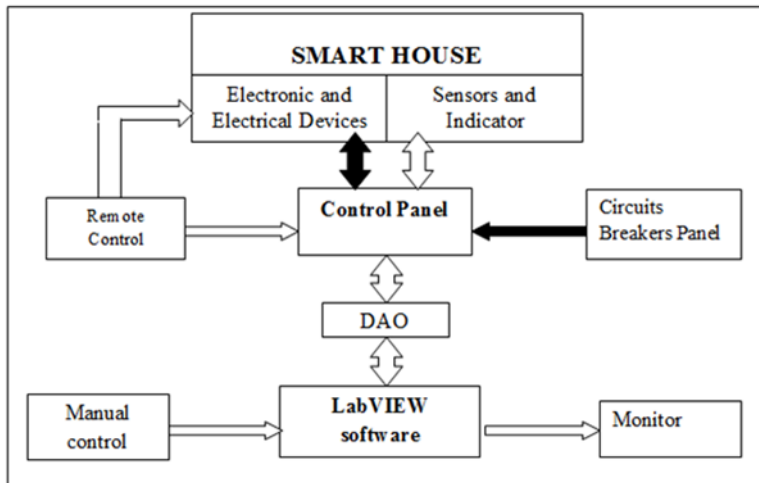 SMART HOUSE
Electronic and
Electrical Devices
Sensors and
Indicator
Remote
Control
Control Panel
Circuits
Breakers Panel
DAO
Manual
control
LabVIEW
software
Monitor